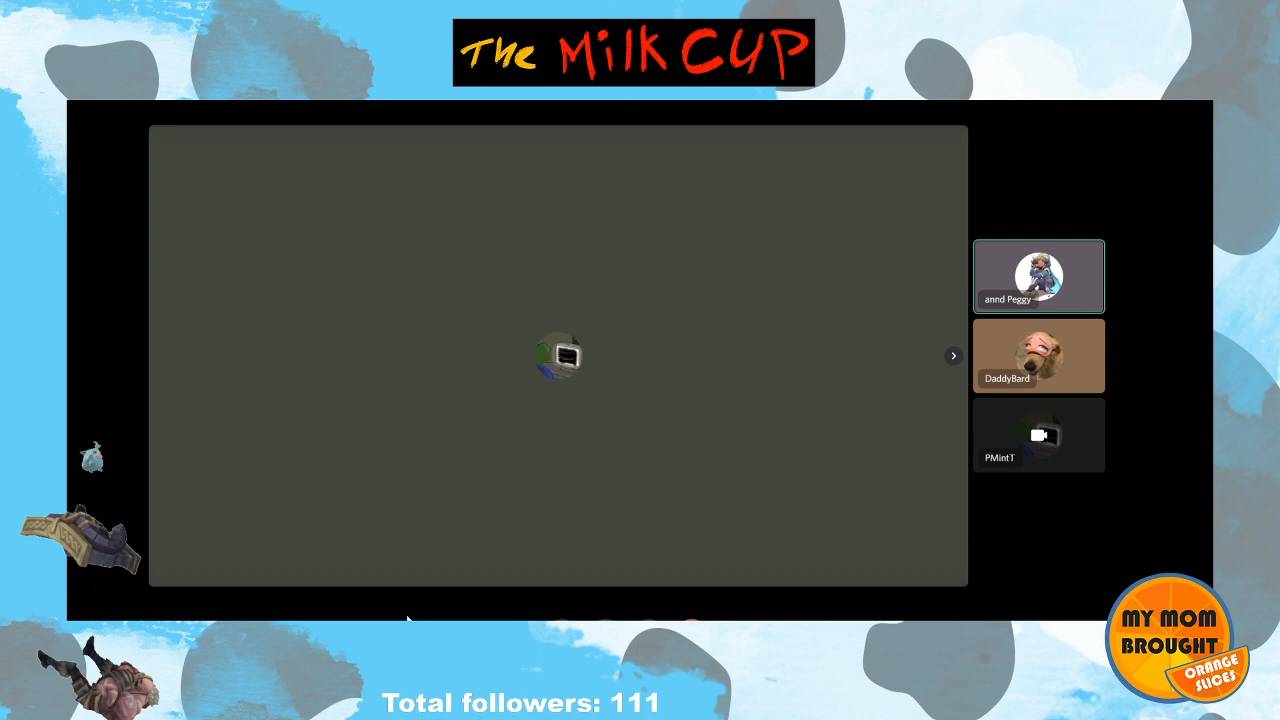 The Milk CUP
annd Peggy
DaddyBard
PMintT
MY MOM
BROUGHT
ORANGE
SLICES
Total followers: 111